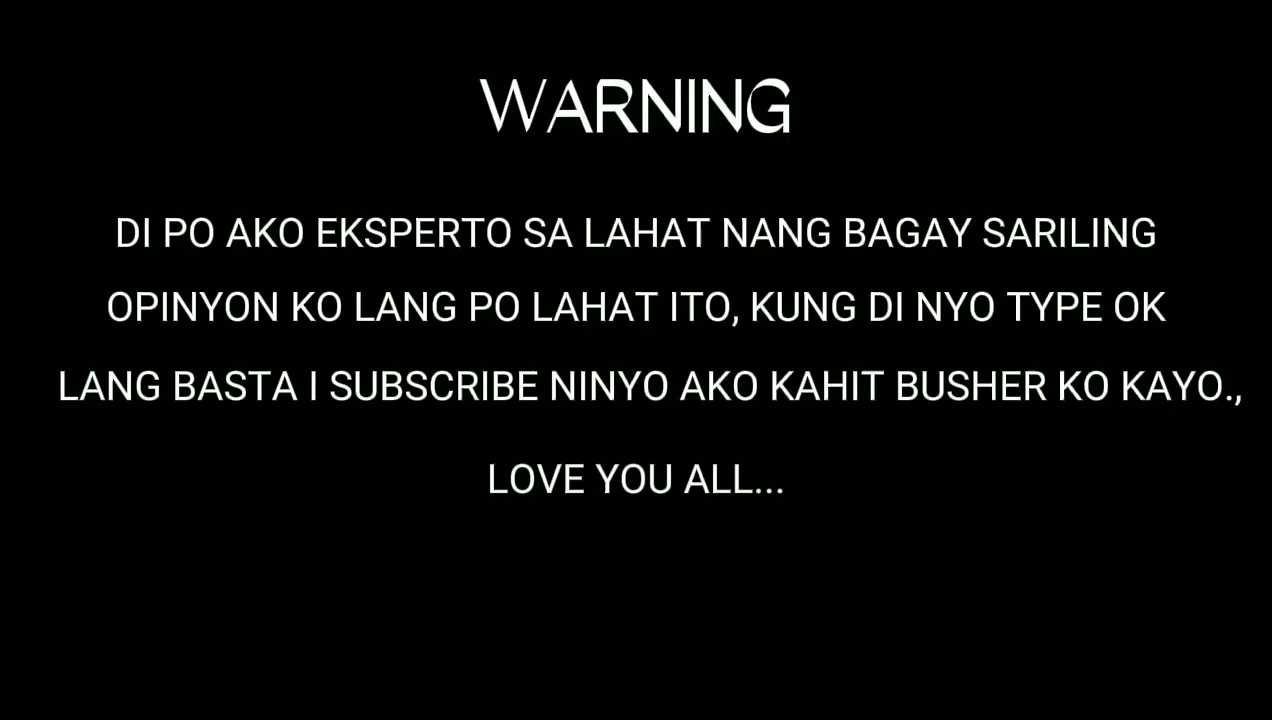 WARNING
DI PO AKO EKSPERTO SA LAHAT NANG BAGAY SARILING
OPINYON KO LANG PO LAHAT ITO, KUNG DI NYO TYPE OK
LANG BASTA I SUBSCRIBE NINYO AKO KAHIT BUSHER KO KAYO.,
LOVE YOU ALL...